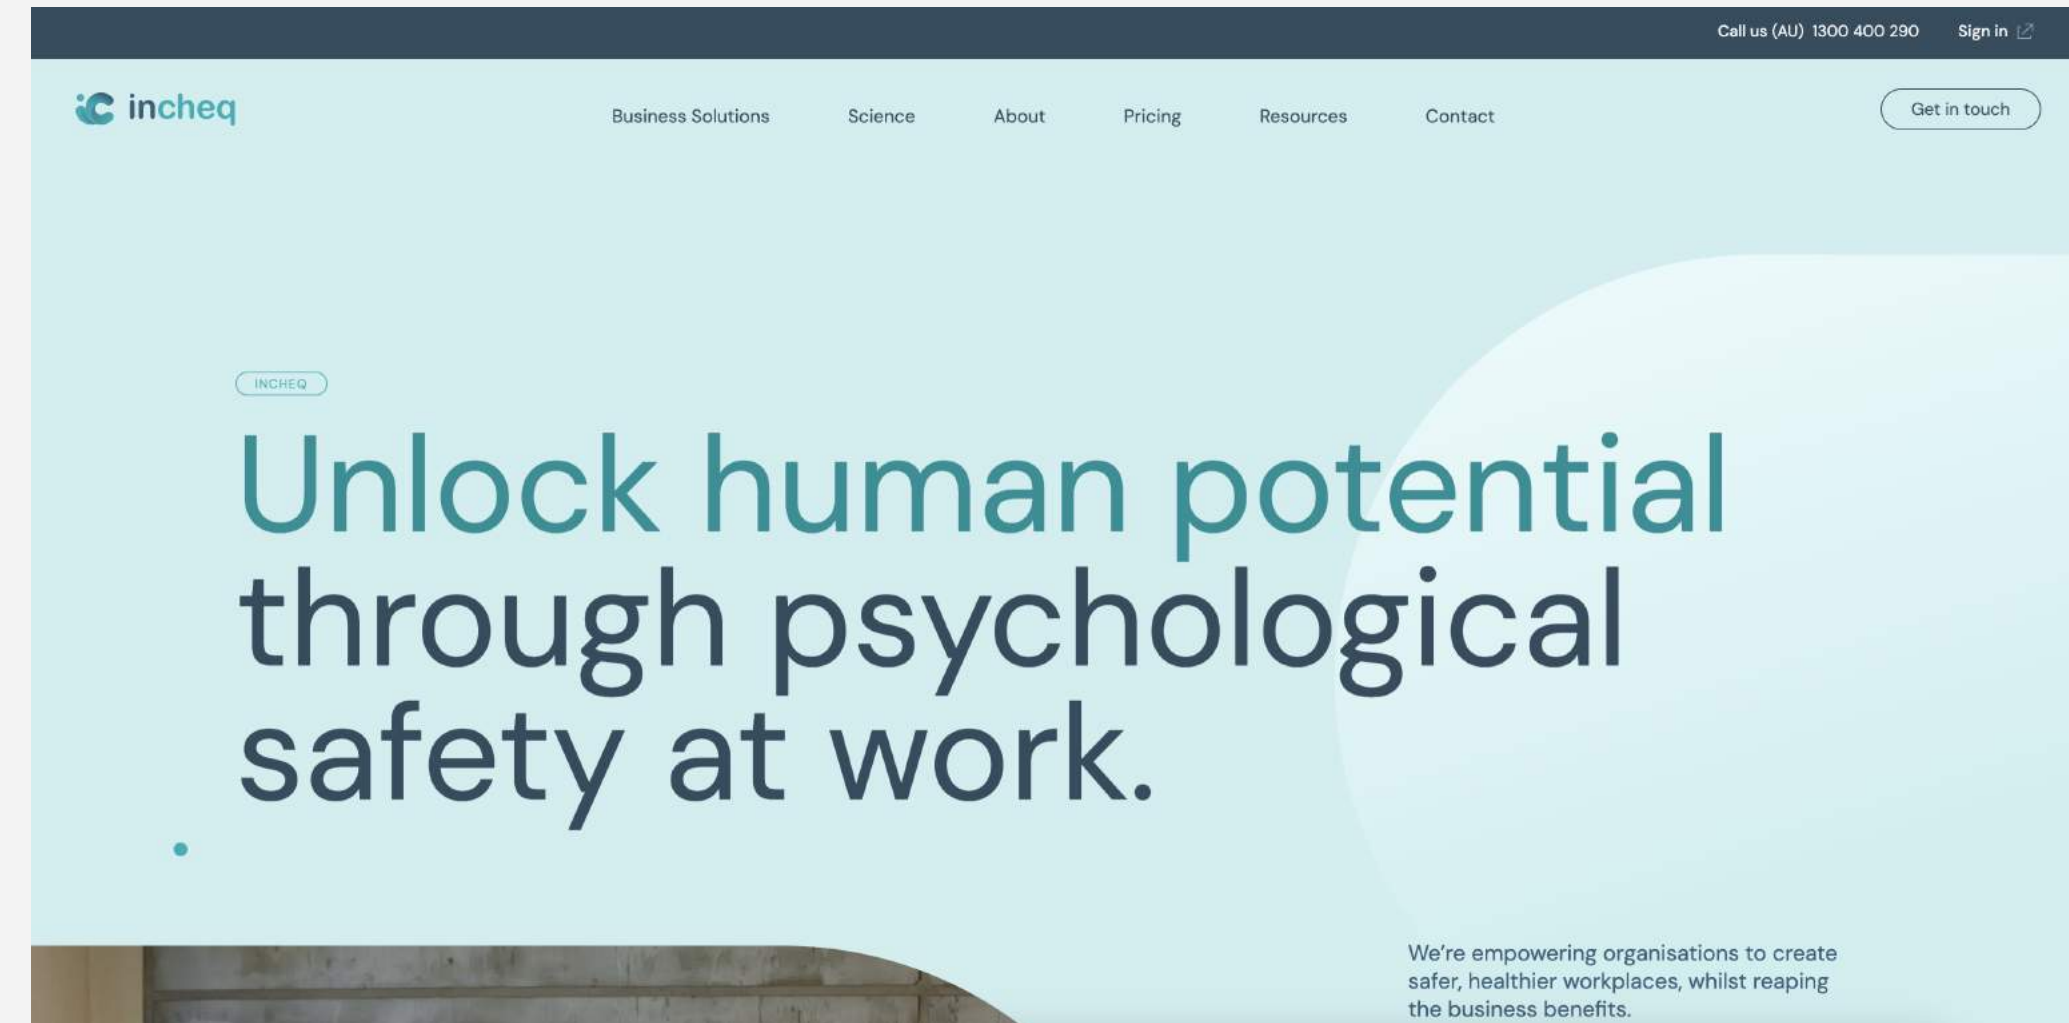 Call us (AU) 1300 400 290 Sign in
incheq
Business Solutions Science About Pricing Resources Contact
Get in touch
INCHEQ
Unlock human potential
through psychological
safety at work.
We're empowering organisations to create
safer, healthier workplaces, whilst reaping
the business benefits.